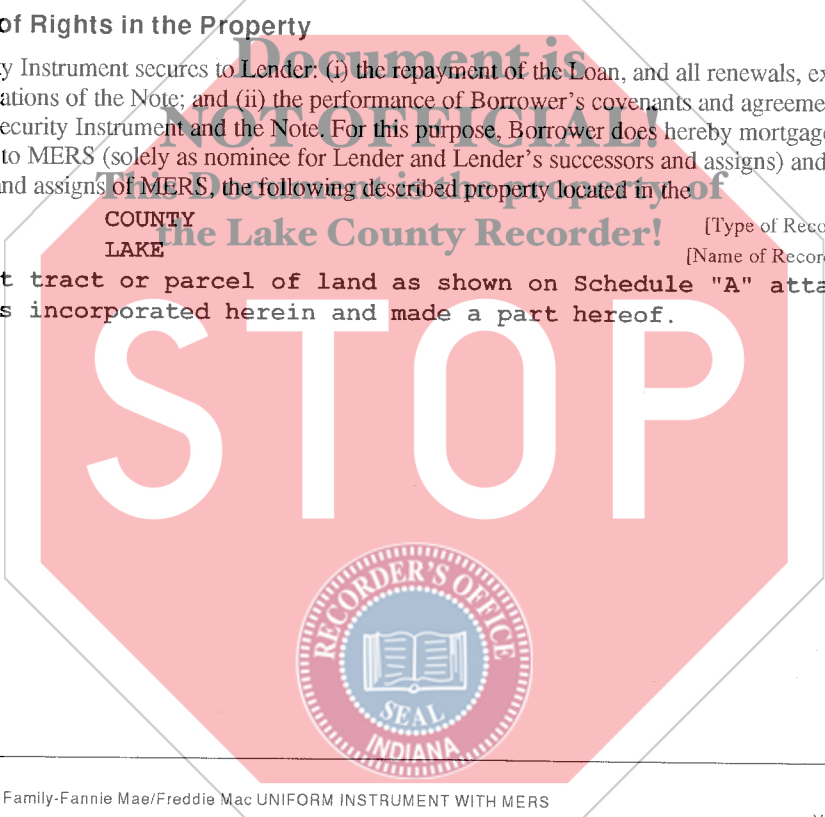 of Rights in the Property
Document is
y Instrument secures to Lender: (i) the repayment of the Loan, and all renewals, ex
ations of the Note; and (ii) the performance of Borrower's covenants and agreeme
NOT OFFICIAL!
ecurity Instrument and the Note. For this purpose, Borrower does hereby mortgage
to MERS (solely as nominee for Lender and Lender's successors and assigns) and
This Document is the property of
nd assigns of MERS, the following described property located in the
COUNTY [Type of Reco
the Lake County Recorder!
LAKE [Name of Recor
t tract or parcel of land as shown on Schedule "A" atta
s incorporated herein and made a part hereof.
STOP
RECORDER'S OFFICE
SEAL
INDIANA
Family-Fannie Mae/Freddie Mac UNIFORM INSTRUMENT WITH MERS